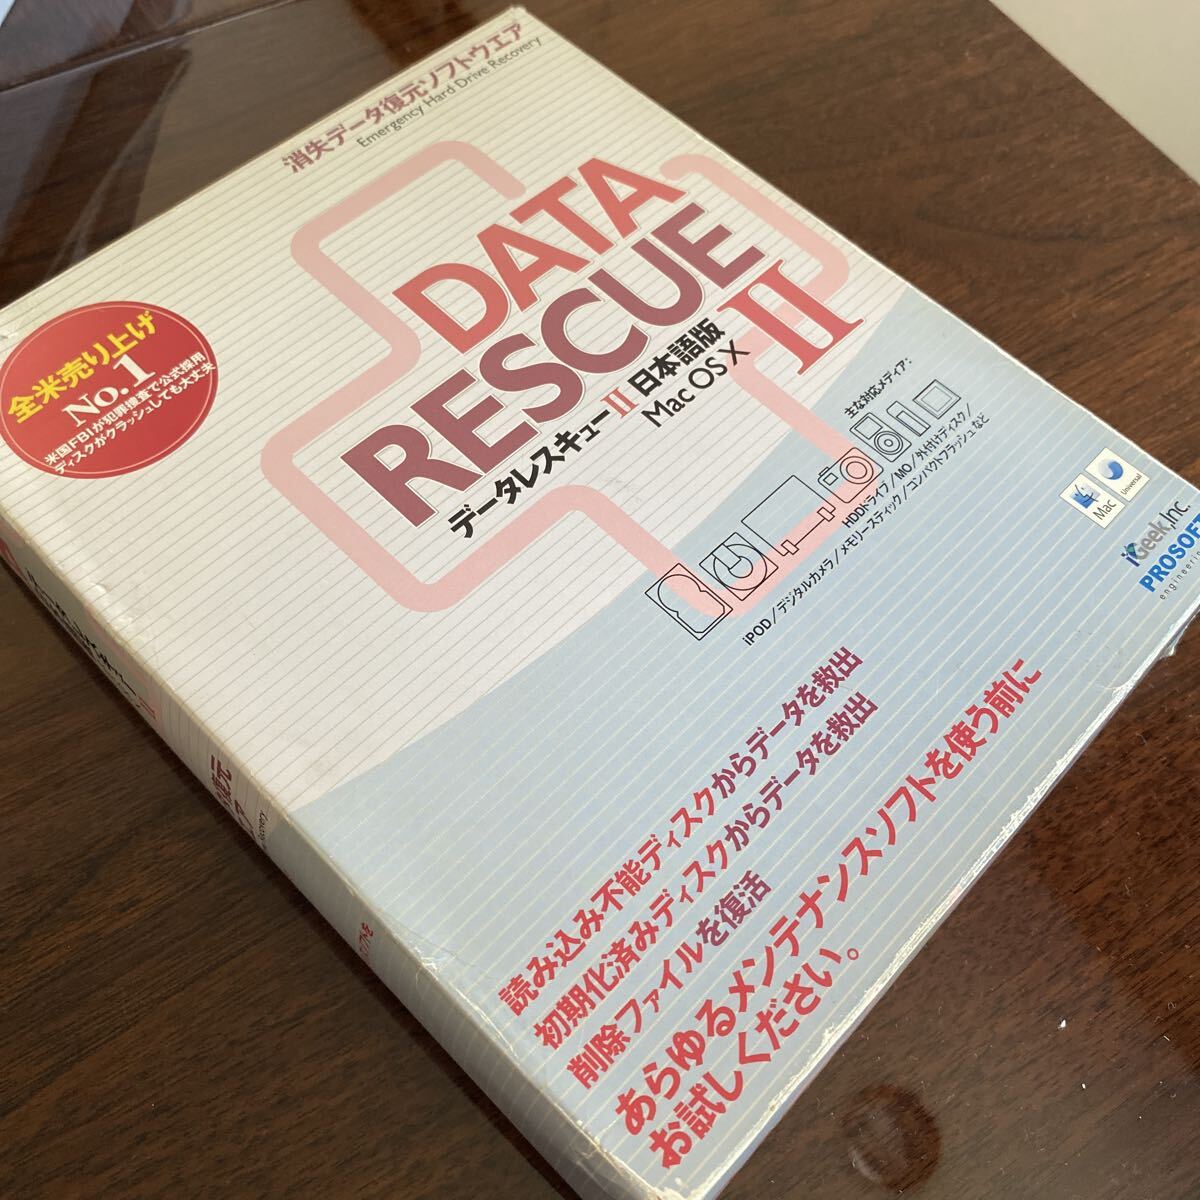 消失データ復元ソフトウエア
Emergency Hard Drive Recovery
DATA
RESCUE II
データレスキューII 日本語版
Mac OS X
全米売り上げ
No.1
米国FBIが犯罪捜査で公式採用
ディスクがクラッシュしても大丈夫
主な対応メディア：
HDDドライブ/MO/外付けディスク/
iPOD/デジタルカメラ/メモリースティック/コンパクトフラッシュなど
Mac
Universal
iGeek,Inc.
PROSOFT
engineering
読み込み不能ディスクからデータを救出
初期化済みディスクからデータを救出
削除ファイルを復活
あらゆるメンテナンスソフトを使う前に
お試しください。
II
復元